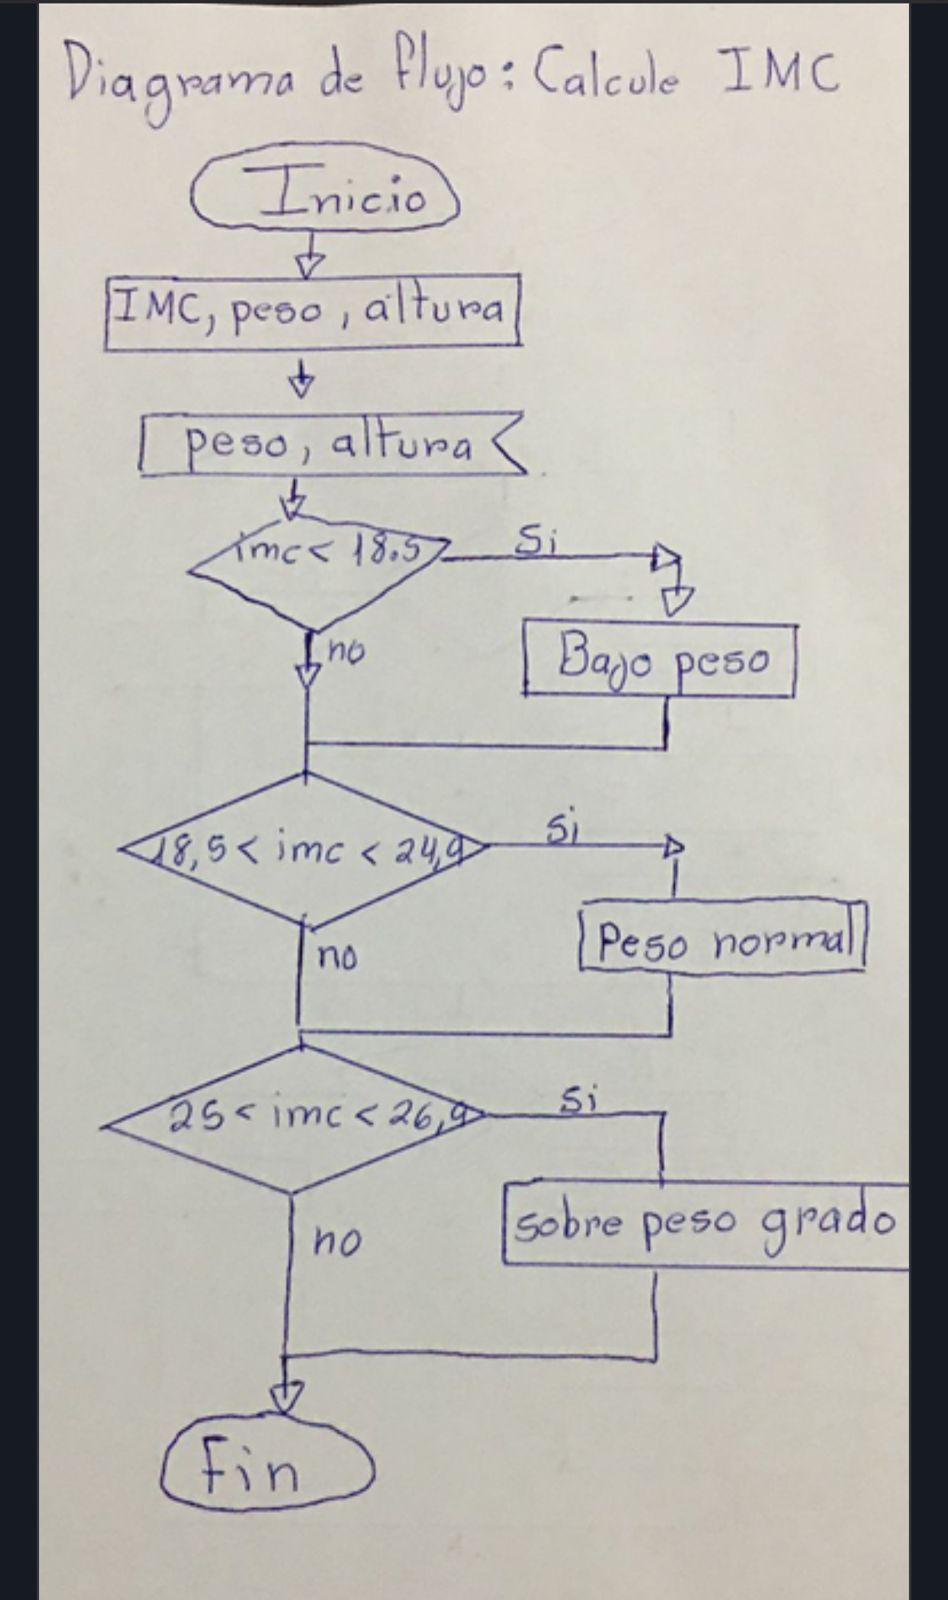 Diagrama de flujo: Calcule IMC
Inicio
IMC, peso, altura
peso, altura
imc < 18.5
Si
no
Bajo peso
18,5 < imc < 24,9
Si
Peso normal
no
25 < imc < 26,9
Si
sobre peso grado
no
Fin